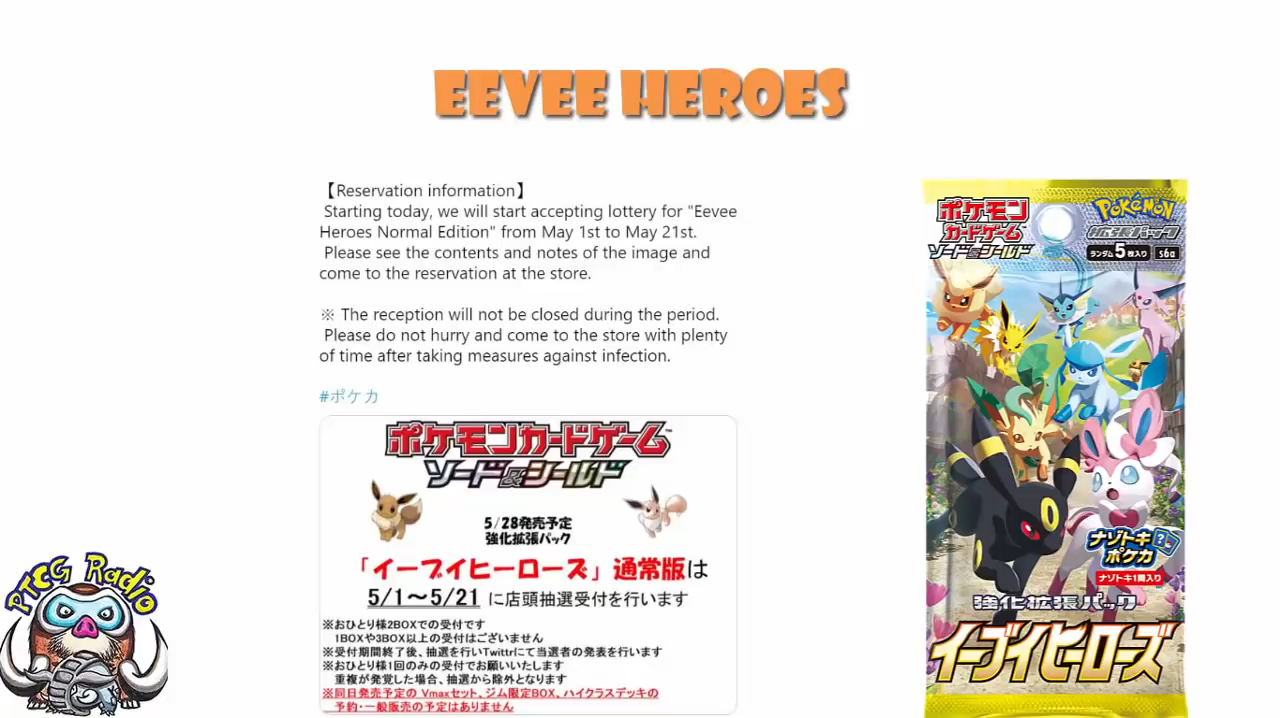 EEVEE HEROES
【Reservation information】
Starting today, we will start accepting lottery for "Eevee
Heroes Normal Edition" from May 1st to May 21st.
Please see the contents and notes of the image and
come to the reservation at the store.
※ The reception will not be closed during the period.
Please do not hurry and come to the store with plenty
of time after taking measures against infection.
#ポケカ
ポケモンカードゲーム
ソード&シールド
5/28発売予定
強化拡張パック
「イーブイヒーローズ」通常版は
5/1～5/21 に店頭抽選受付を行います
※おひとり様2BOXでの受付です
1BOXや3BOX以上の受付はございません
※受付期間終了後、抽選を行いTwittrにて当選者の発表を行います
※おひとり様1回のみの受付でお願いいたします
重複が発覚した場合、抽選から除外となります
※同日発売予定の Vmaxセット、ジム限定BOX、ハイクラスデッキの
予約・一般販売の予定はありません
ポケモン
カードゲーム
ソード&シールド
POKÉMON
拡張パック
ランダム5枚入り S6a
ナゾトキ
ポケカ
ナゾトキ1問入り
強化拡張パック
イーブイヒーローズ
PTCG Radio